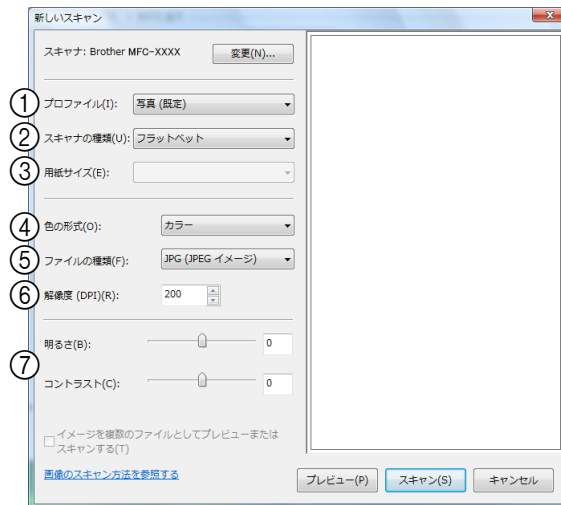 新しいスキャン
スキャナ: Brother MFC-XXXX 変更(N)...
① プロファイル(I): 写真 (既定)
② スキャナの種類(U): フラットベット
③ 用紙サイズ(E):
④ 色の形式(O): カラー
⑤ ファイルの種類(F): JPG (JPEG イメージ)
⑥ 解像度 (DPI)(R): 200
明るさ(B): 0
⑦
コントラスト(C): 0
イメージを複数のファイルとしてプレビューまたは
スキャンする(T)
画像のスキャン方法を参照する プレビュー(P) スキャン(S) キャンセル